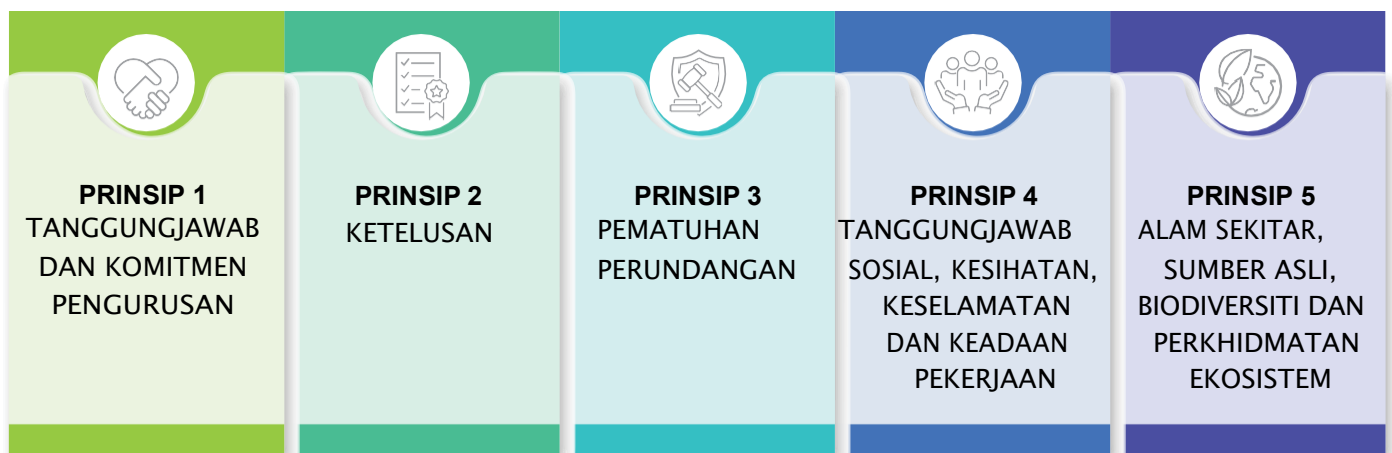 PRINSIP 1
TANGGUNGJAWAB
DAN KOMITMEN
PENGURUSAN
PRINSIP 2
KETELUSAN
PRINSIP 3
PEMATUHAN
PERUNDANGAN
PRINSIP 4
TANGGUNGJAWAB
SOSIAL, KESIHATAN,
KESELAMATAN
DAN KEADAAN
PEKERJAAN
PRINSIP 5
ALAM SEKITAR,
SUMBER ASLI,
BIODIVERSITI DAN
PERKHIDMATAN
EKOSISTEM